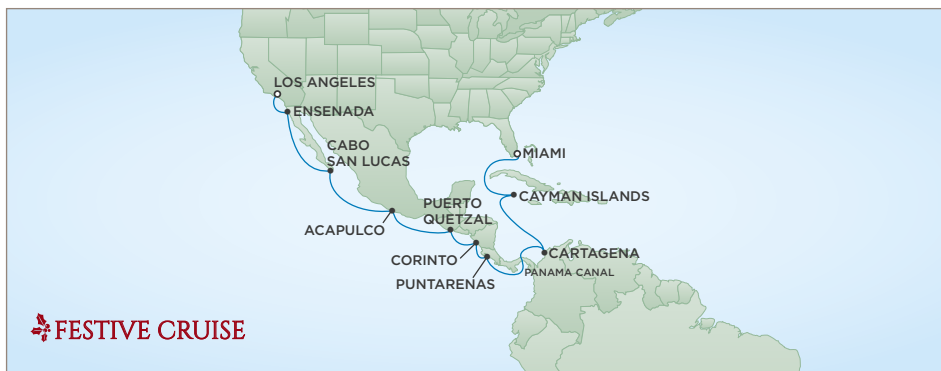 LOS ANGELES
ENSENADA
CABO
SAN LUCAS
MIAMI
CAYMAN ISLANDS
PUERTO
QUETZAL
ACAPULCO
CORINTO
CARTAGENA
PANAMA CANAL
PUNTARENAS
FESTIVE CRUISE